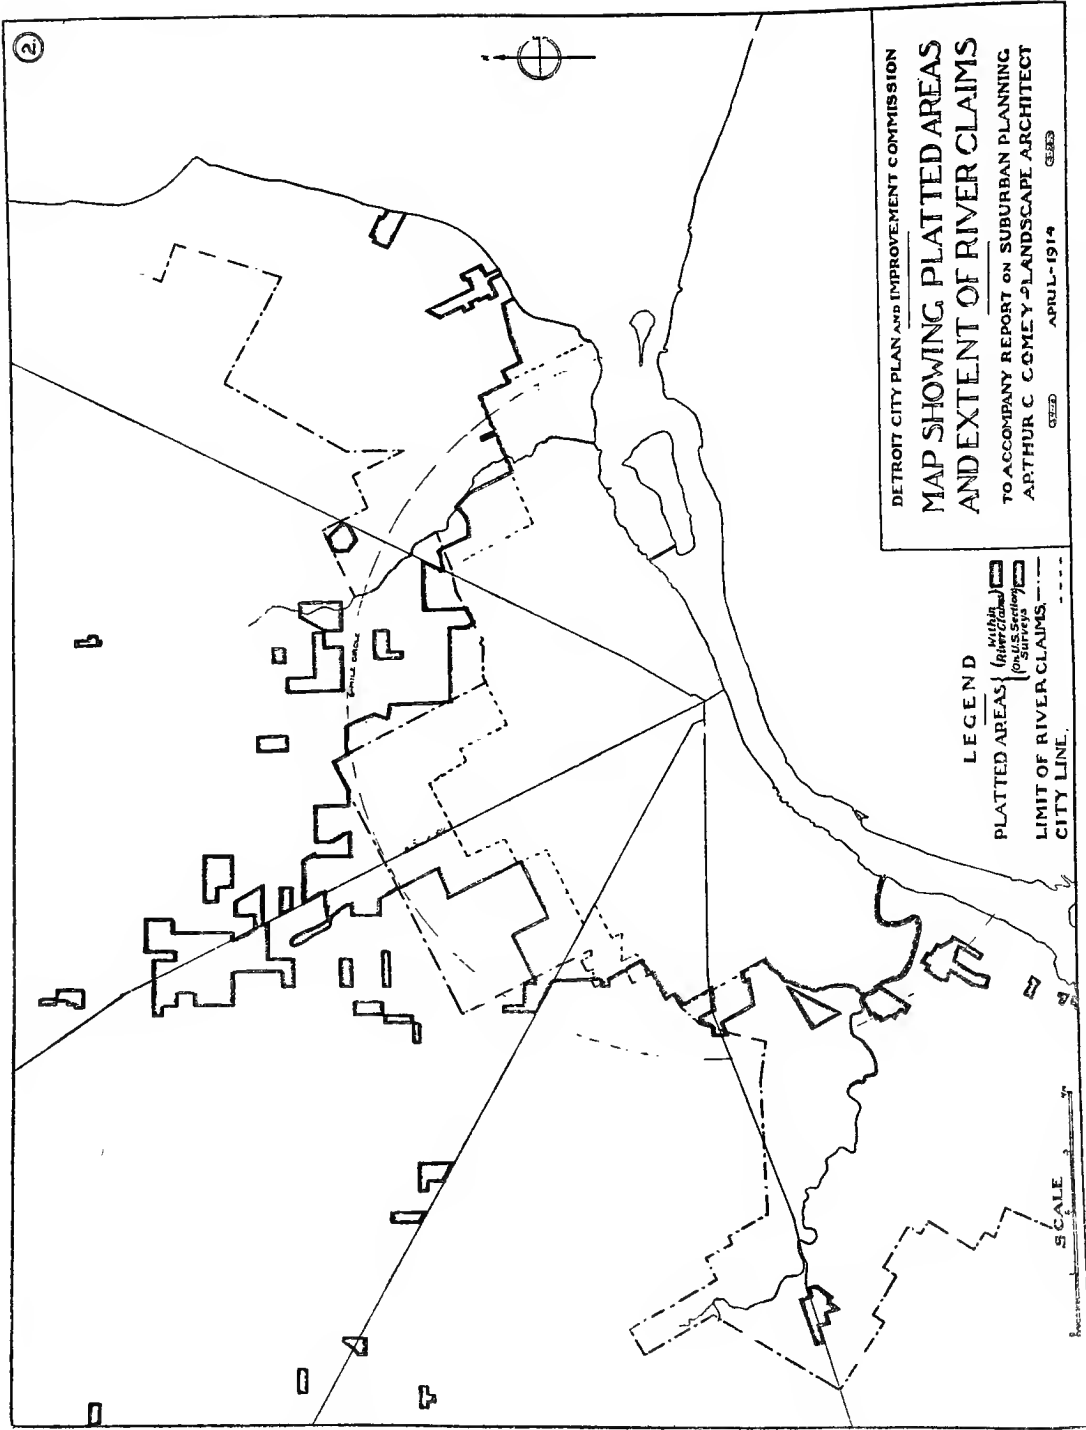 2.
N
DETROIT CITY PLAN AND IMPROVEMENT COMMISSION
MAP SHOWING PLATTED AREAS
AND EXTENT OF RIVER CLAIMS
TO ACCOMPANY REPORT ON SUBURBAN PLANNING
ARTHUR C. COMEY-LANDSCAPE ARCHITECT
APRIL-1914
MILE CIRCLE
LEGEND
PLATTED AREAS
Within River Claims
On U.S. Section Surveys
LIMIT OF RIVER CLAIMS.
CITY LINE.
SCALE